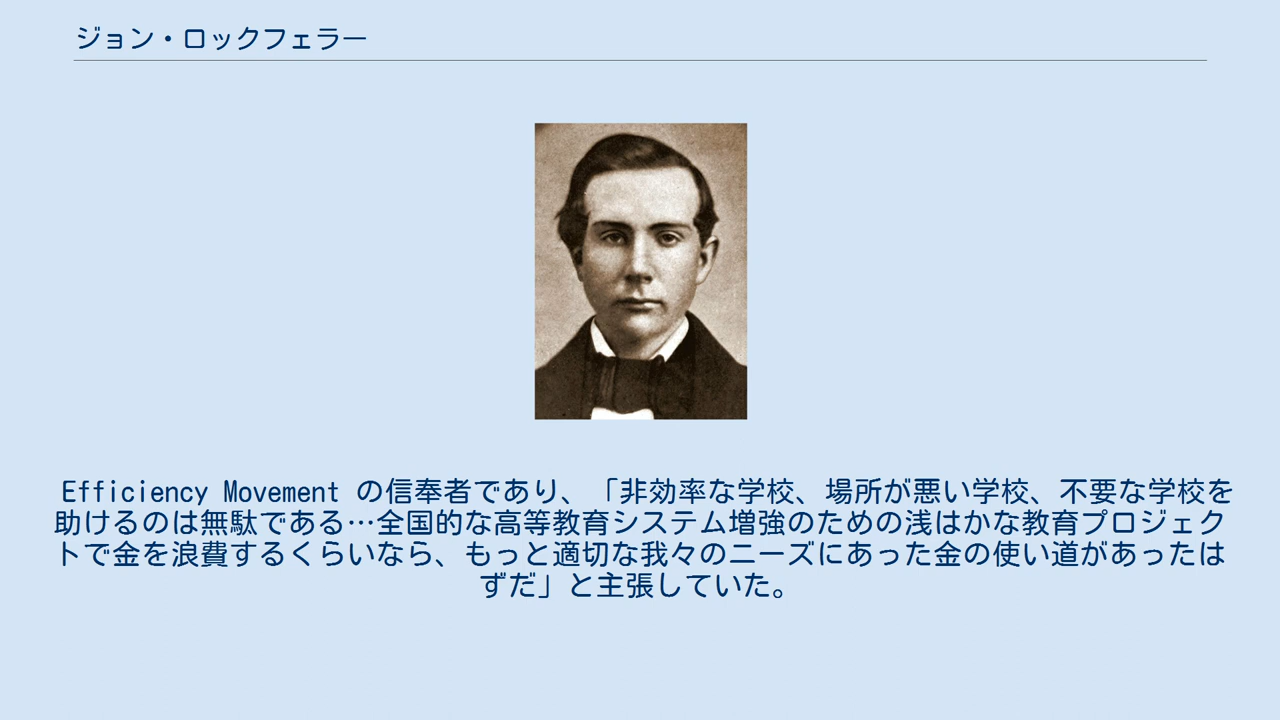 ジョン・ロックフェラー
Efficiency Movement の信奉者であり、「非効率な学校、場所が悪い学校、不要な学校を
助けるのは無駄である…全国的な高等教育システム増強のための浅はかな教育プロジェク
トで金を浪費するくらいなら、もっと適切な我々のニーズにあった金の使い道があったは
ずだ」と主張していた。